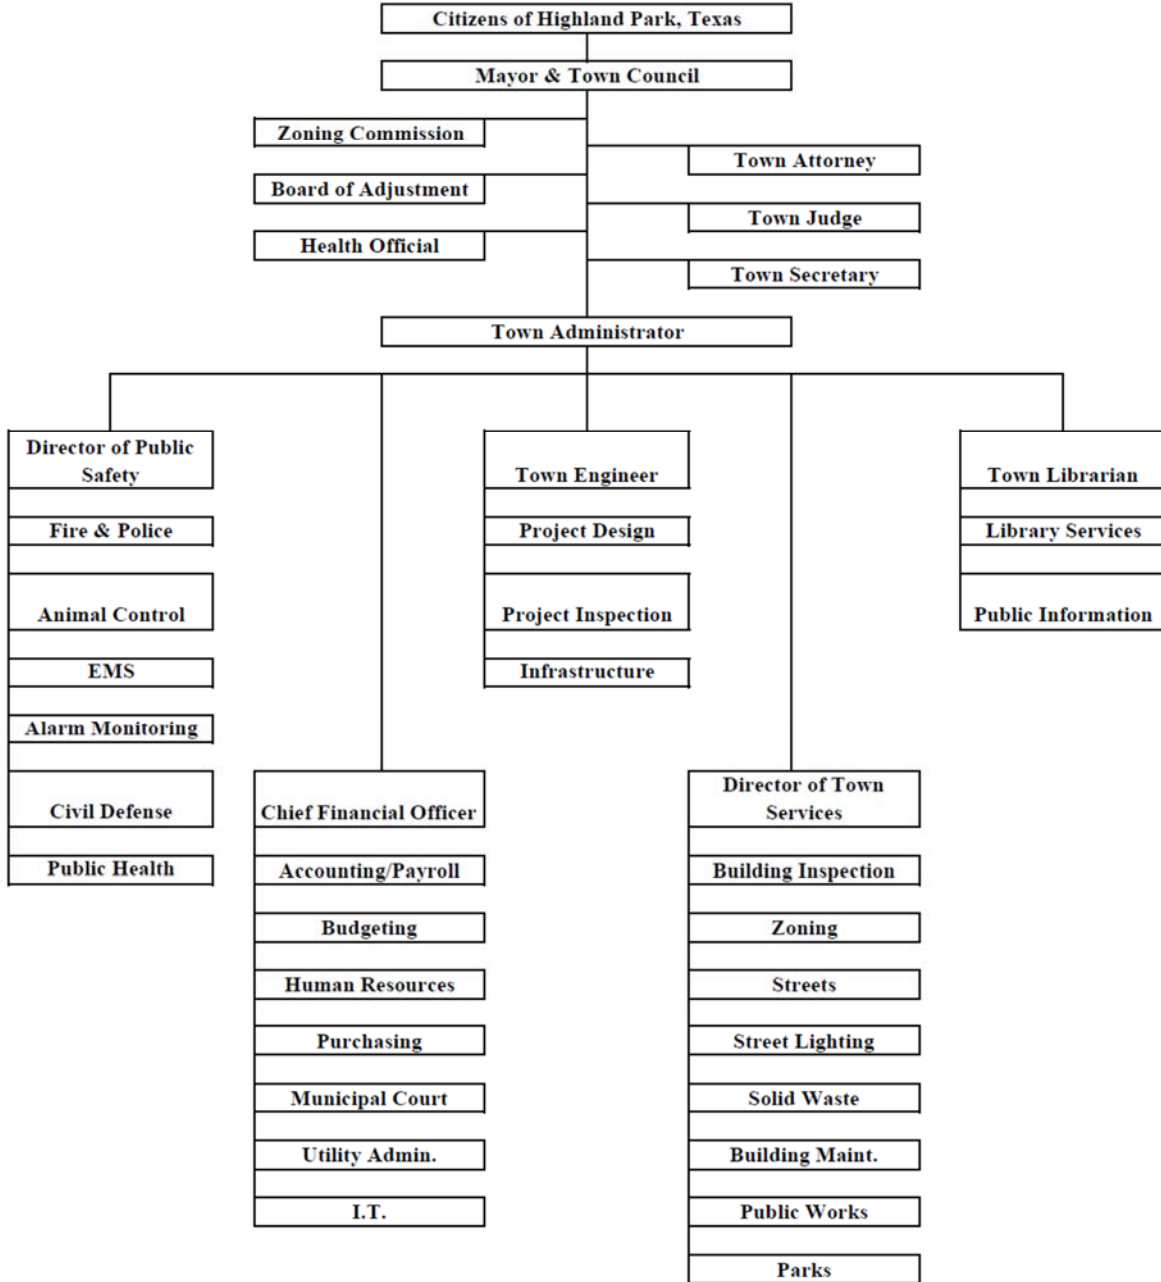 Citizens of Highland Park, Texas
Mayor & Town Council
Zoning Commission
Town Attorney
Board of Adjustment
Town Judge
Health Official
Town Secretary
Town Administrator
Director of Public
Safety
Fire & Police
Animal Control
EMS
Alarm Monitoring
Civil Defense
Public Health
Chief Financial Officer
Accounting/Payroll
Budgeting
Human Resources
Purchasing
Municipal Court
Utility Admin.
I.T.
Town Engineer
Project Design
Project Inspection
Infrastructure
Director of Town
Services
Building Inspection
Zoning
Streets
Street Lighting
Solid Waste
Building Maint.
Public Works
Parks
Town Librarian
Library Services
Public Information